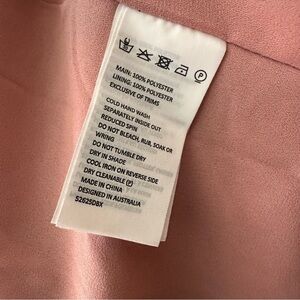 MAIN: 100% POLYESTER
LINING: 100% POLYESTER
EXCLUSIVE OF TRIMS
COLD HAND WASH
SEPARATELY INSIDE OUT
REDUCED SPIN
DO NOT BLEACH, RUB, SOAK OR
WRING
DO NOT TUMBLE DRY
DRY IN SHADE
COOL IRON ON REVERSE SIDE
DRY CLEANABLE Ⓟ
MADE IN CHINA
DESIGNED IN AUSTRALIA
52625DBX